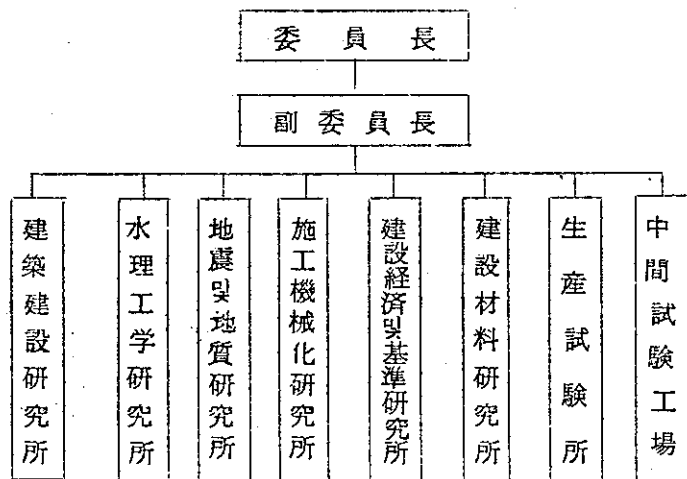 委員長
副委員長
建築建設研究所
水理工学研究所
地震및地質研究所
施工機械化研究所
建設経済및基準研究所
建設材料研究所
生産試験所
中間試験工場